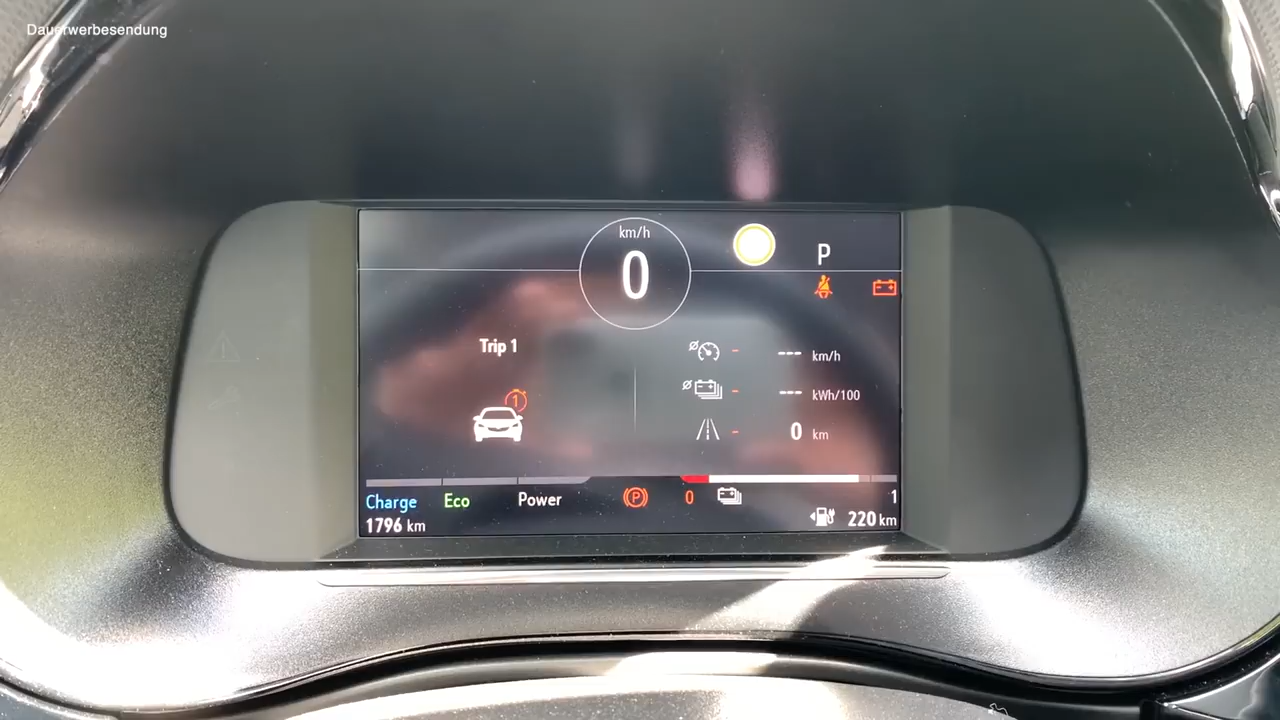 Dauerwerbesendung
km/h
0
P
Trip 1
1
--- km/h
--- kWh/100
0 km
Charge Eco Power P 0 1
1796 km 220 km